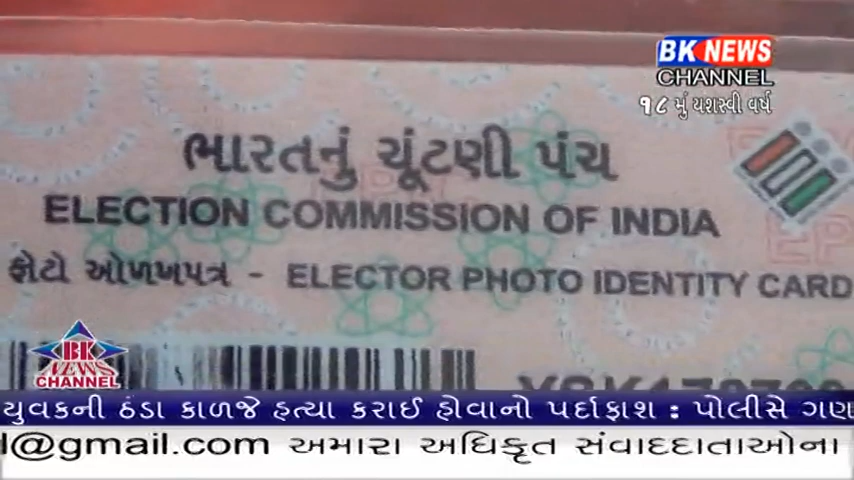 BK NEWS
CHANNEL
૧૮ મું યશસ્વી વર્ષ
ભારતનું ચૂંટણી પંચ
ELECTION COMMISSION OF INDIA
ફોટો ઓળખપત્ર - ELECTOR PHOTO IDENTITY CARD
BK
NEWS
CHANNEL
યુવકની ઠંડા કાળજે હત્યા કરાઈ હોવાનો પર્દાફાશ : પોલીસે
@gmail.com અમારા અધિકૃત સંવાદદાતાઓના